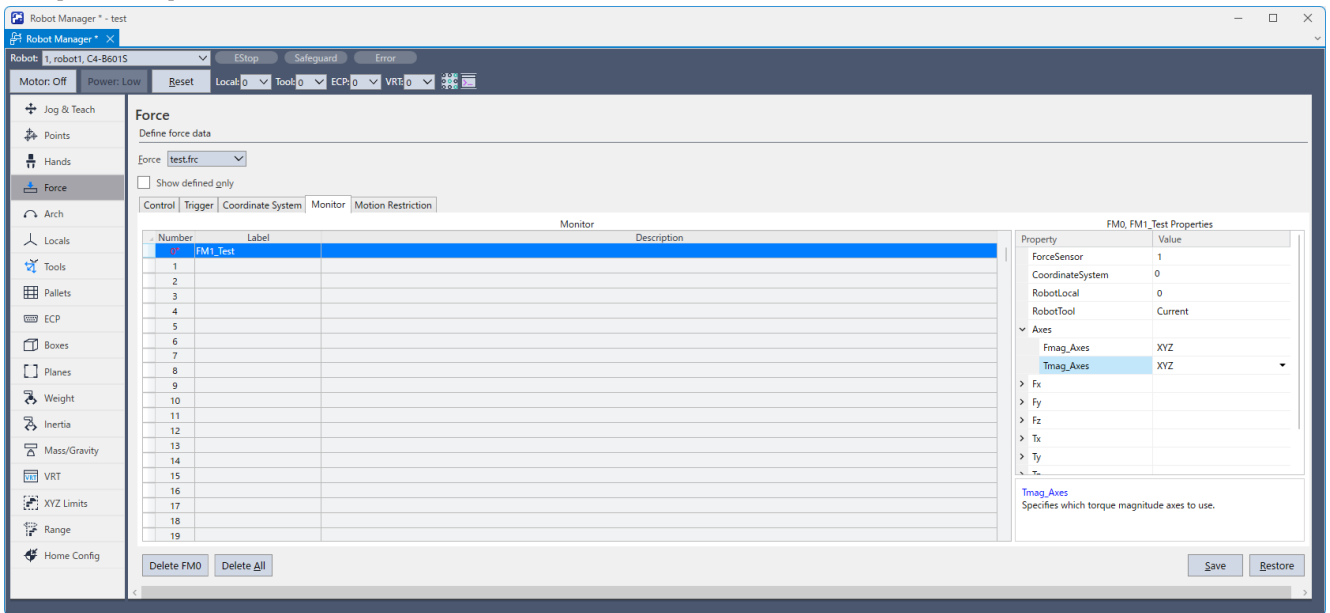 Robot Manager * - test
Robot Manager *
Robot: 1, robot1, C4-B601S EStop Safeguard Error
Motor: Off Power: Low Reset Local: 0 Tool: 0 ECP: 0 VRT: 0
Jog & Teach
Points
Hands
Force
Arch
Locals
Tools
Pallets
ECP
Boxes
Planes
Weight
Inertia
Mass/Gravity
VRT
XYZ Limits
Range
Home Config
Force
Define force data
Force test.frc
Show defined only
Control Trigger Coordinate System Monitor Motion Restriction
Monitor
Number Label Description
0* FM1_Test
1
2
3
4
5
6
7
8
9
10
11
12
13
14
15
16
17
18
19
FM0, FM1_Test Properties
Property Value
ForceSensor 1
CoordinateSystem 0
RobotLocal 0
RobotTool Current
Axes
Fmag_Axes XYZ
Tmag_Axes XYZ
Fx
Fy
Fz
Tx
Ty
Tmag_Axes
Specifies which torque magnitude axes to use.
Delete FM0 Delete All Save Restore